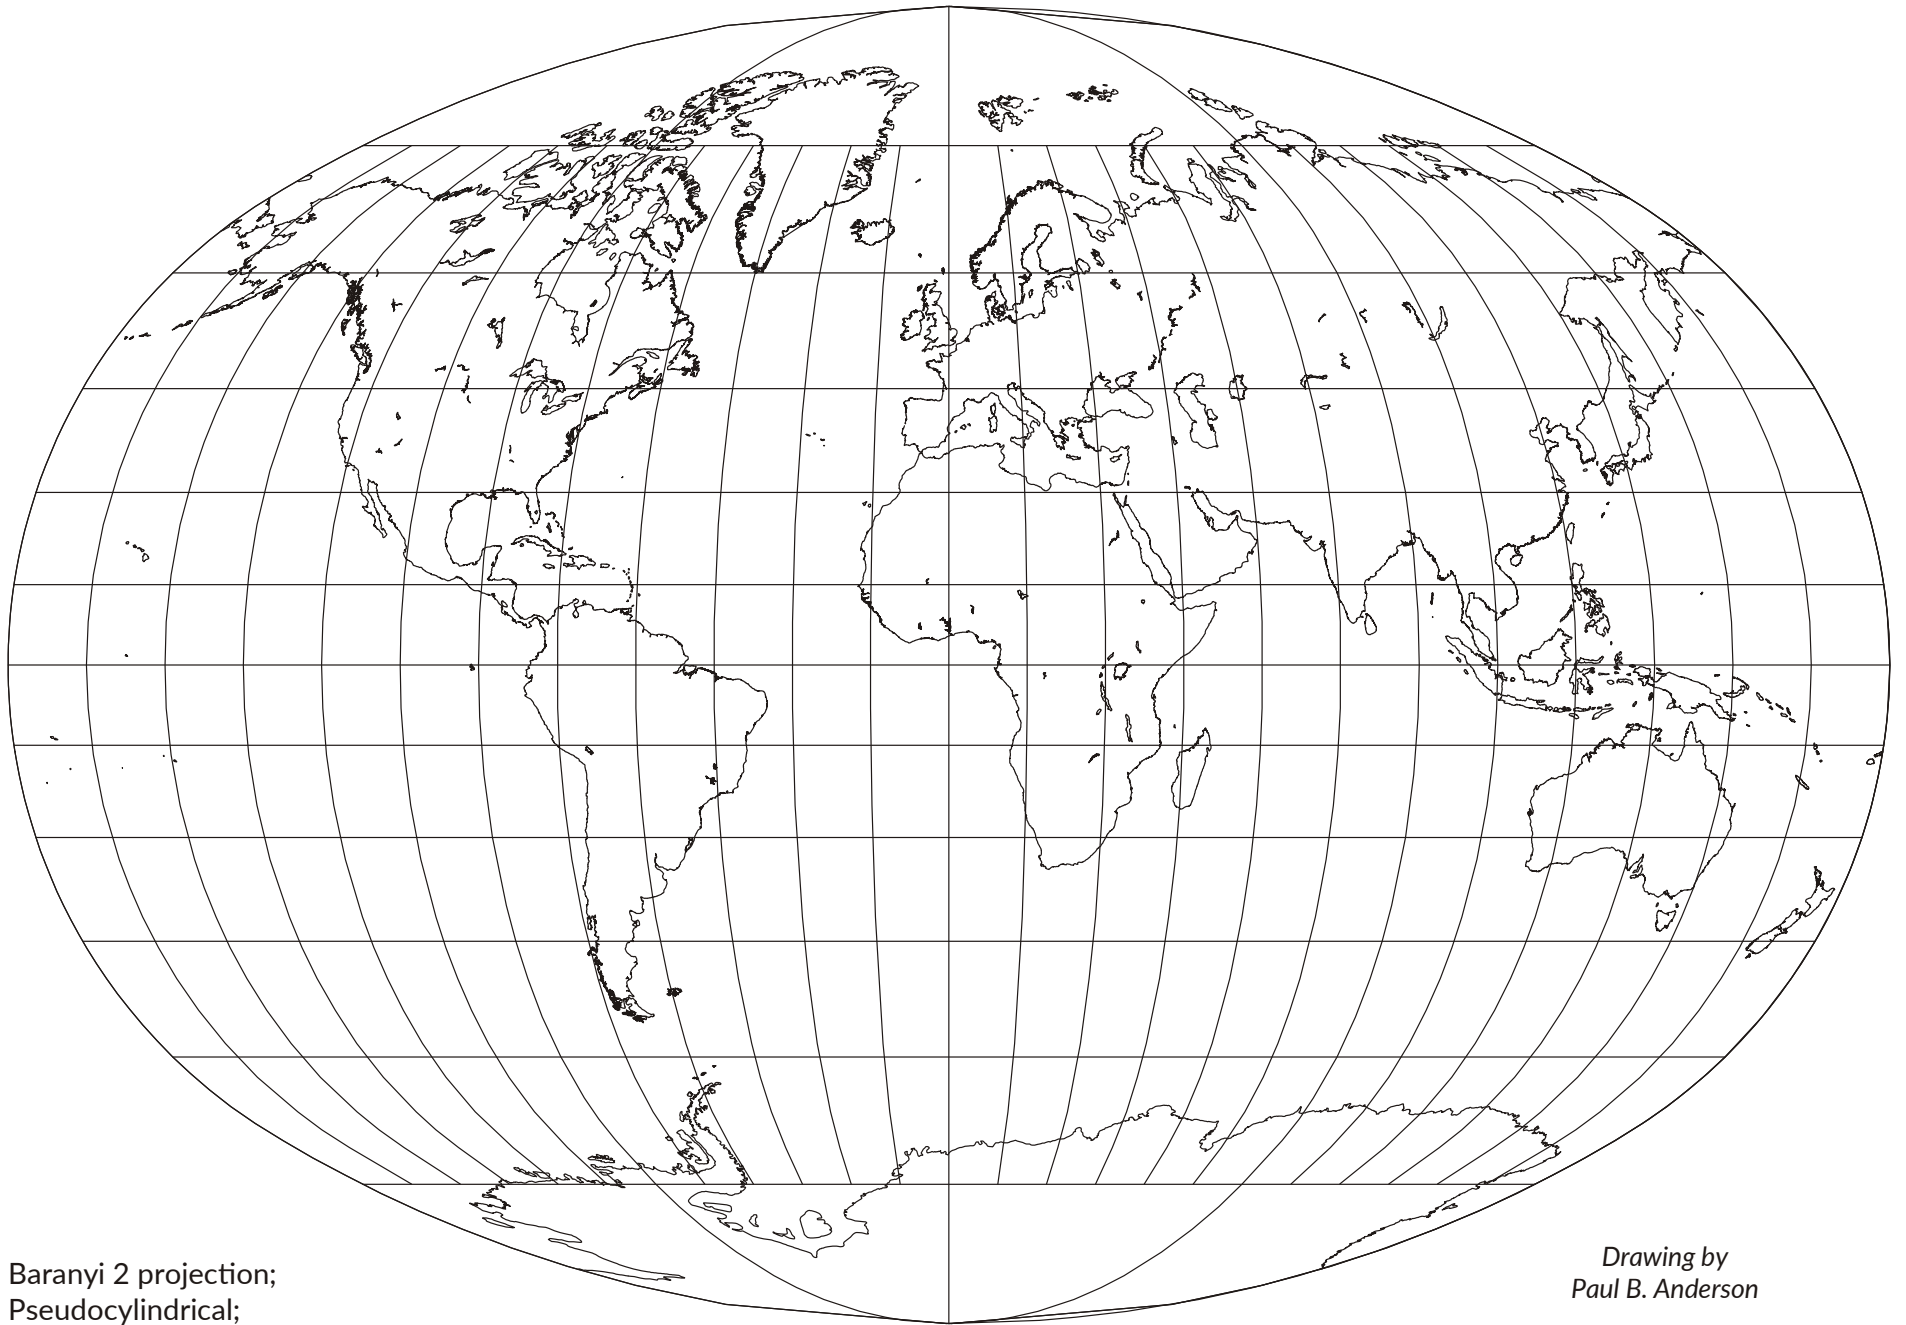 Baranyi 2 projection;
Pseudocylindrical;
Drawing by
Paul B. Anderson